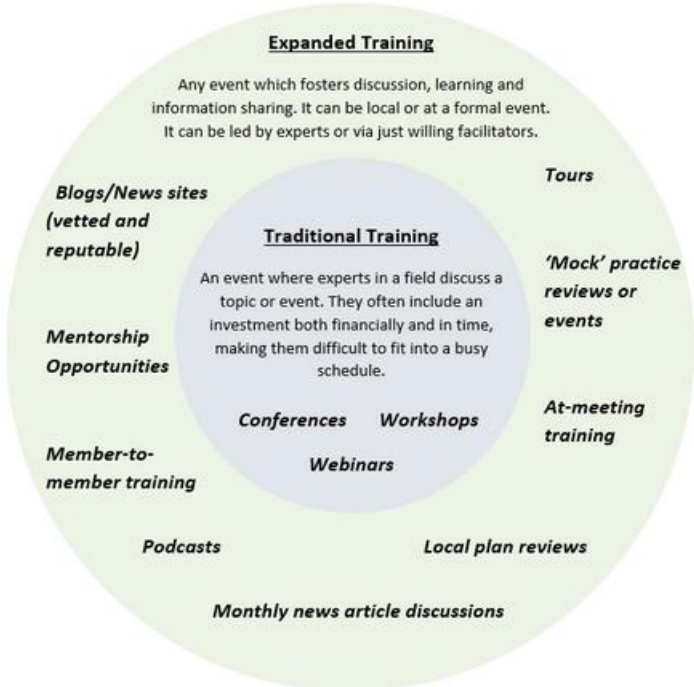 Expanded Training
Any event which fosters discussion, learning and
information sharing. It can be local or at a formal event.
It can be led by experts or via just willing facilitators.
Blogs/News sites
(vetted and
reputable)
Mentorship
Opportunities
Member-to-
member training
Traditional Training
An event where experts in a field discuss a
topic or event. They often include an
investment both financially and in time,
making them difficult to fit into a busy
schedule.
Conferences Workshops
Webinars
Tours
‘Mock’ practice
reviews or
events
At-meeting
training
Podcasts
Local plan reviews
Monthly news article discussions